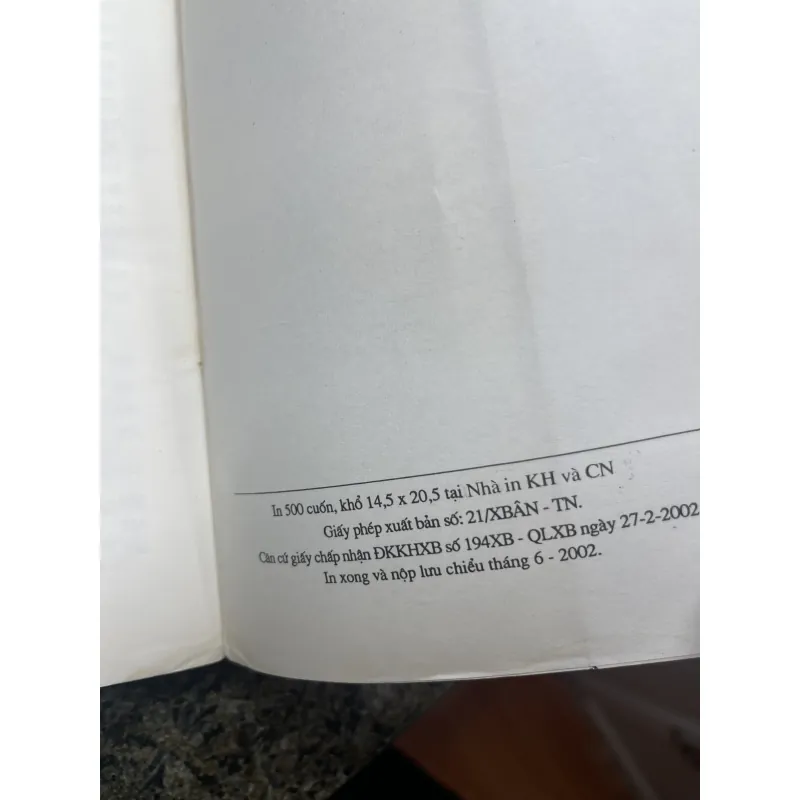 In 500 cuốn, khổ 14,5 x 20,5 tại Nhà in KH và CN
Giấy phép xuất bản số: 21/XBÂN - TN.
Căn cứ giấy chấp nhận ĐKKHXB số 194XB - QLXB ngày 27-2-2002
In xong và nộp lưu chiểu tháng 6 - 2002.